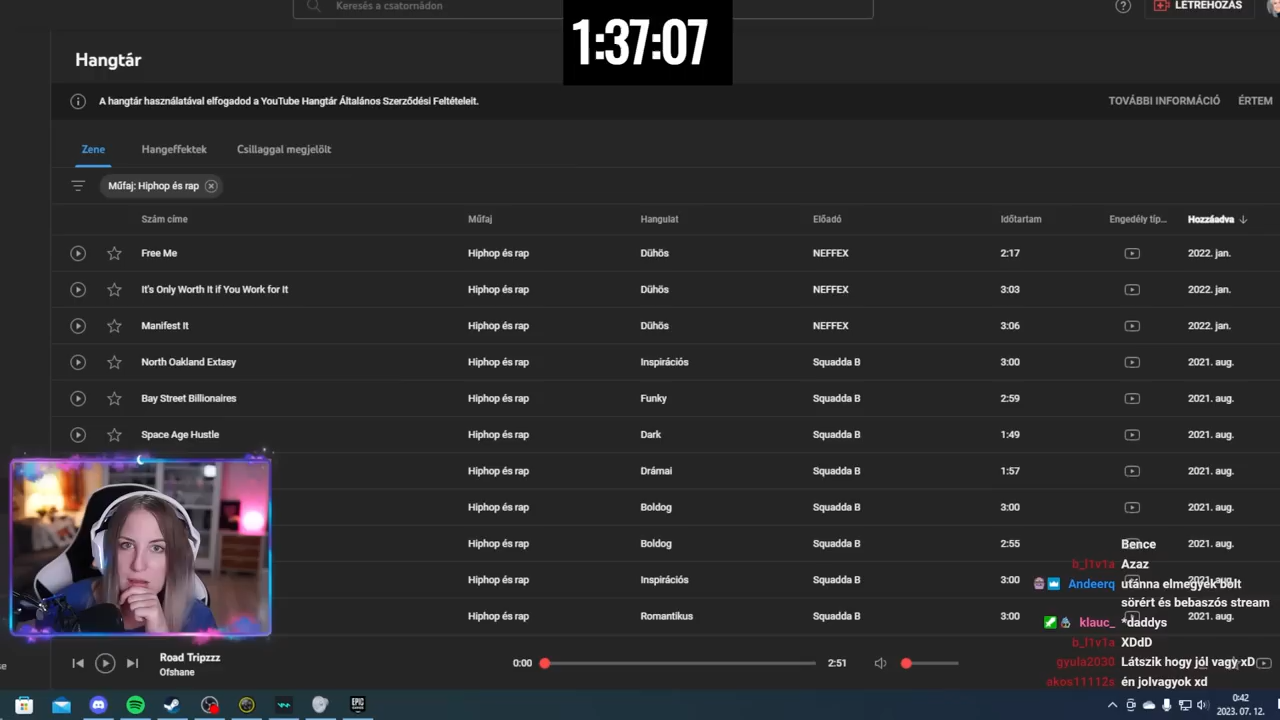 Keresés a csatornádon
1:37:07
LÉTREHOZÁS
Hangtár
A hangtár használatával elfogadod a YouTube Hangtár Általános Szerződési Feltételeit.
TOVÁBBI INFORMÁCIÓ
ÉRTEM
Zene
Hangeffektek
Csillaggal megjelölt
Műfaj: Hiphop és rap
Szám címe Műfaj Hangulat Előadó Időtartam Engedély típ... Hozzáadva
Free Me Hiphop és rap Dühös NEFFEX 2:17 2022. jan.
It's Only Worth It if You Work for It Hiphop és rap Dühös NEFFEX 3:03 2022. jan.
Manifest It Hiphop és rap Dühös NEFFEX 3:06 2022. jan.
North Oakland Extasy Hiphop és rap Inspirációs Squadda B 3:00 2021. aug.
Bay Street Billionaires Hiphop és rap Funky Squadda B 2:59 2021. aug.
Space Age Hustle Hiphop és rap Dark Squadda B 1:49 2021. aug.
Hiphop és rap Drámai Squadda B 1:57 2021. aug.
Hiphop és rap Boldog Squadda B 3:00 2021. aug.
Hiphop és rap Boldog Squadda B 2:55 2021. aug.
Hiphop és rap Inspirációs Squadda B 3:00 2021. aug.
Hiphop és rap Romantikus Squadda B 3:00 2021. aug.
Bence
b_l1v1a Azaz
Andeerq utánna elmegyek bolt
sörért és bebaszós stream
klauc_ *daddys
b_l1v1a XDdD
gyula2030 Látszik hogy jól vagy xD
akos11112s én jolvagyok xd
Road Tripzzz
Ofshane
0:00
2:51
se
EPIC
0:42
2023. 07. 12.